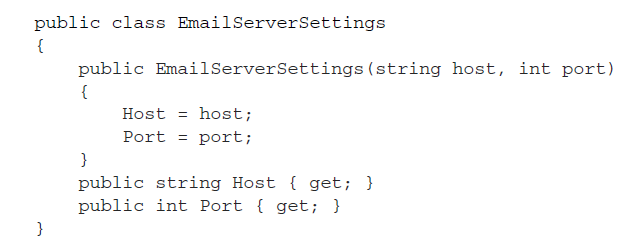 public class EmailServerSettings
{
    public EmailServerSettings(string host, int port)
    {
        Host = host;
        Port = port;
    }
    public string Host { get; }
    public int Port { get; }
}